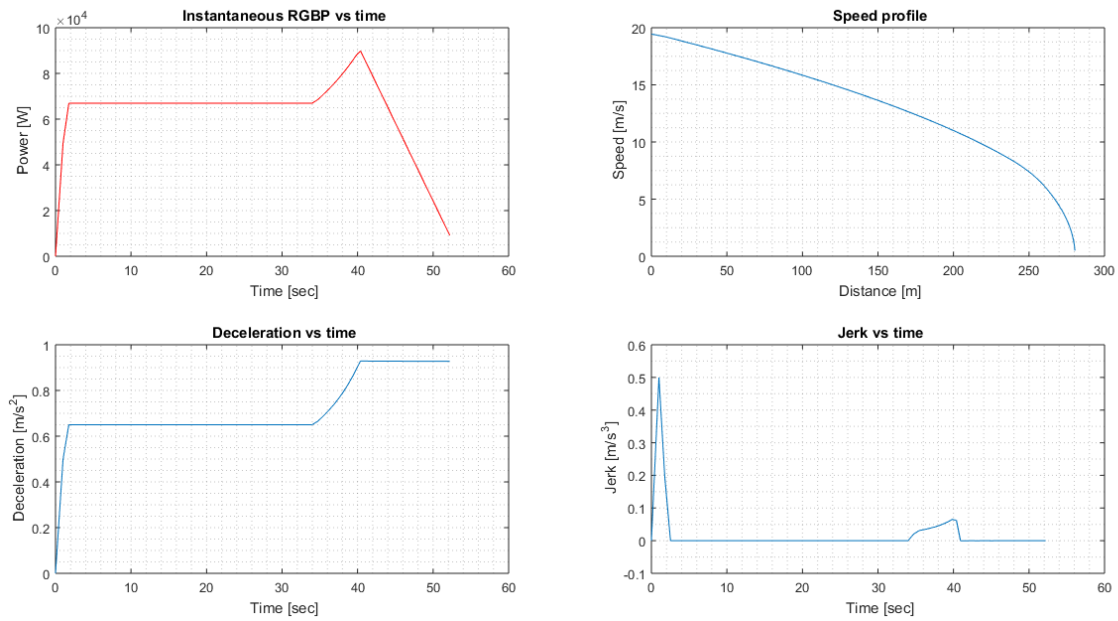 Instantaneous RGBP vs time
×10⁴
10
8
6
4
2
0
Power [W]
0 10 20 30 40 50 60
Time [sec]
Speed profile
20
15
10
5
0
Speed [m/s]
0 50 100 150 200 250 300
Distance [m]
Deceleration vs time
1
0.8
0.6
0.4
0.2
0
Deceleration [m/s²]
0 10 20 30 40 50 60
Time [sec]
Jerk vs time
0.6
0.5
0.4
0.3
0.2
0.1
0
-0.1
Jerk [m/s³]
0 10 20 30 40 50 60
Time [sec]